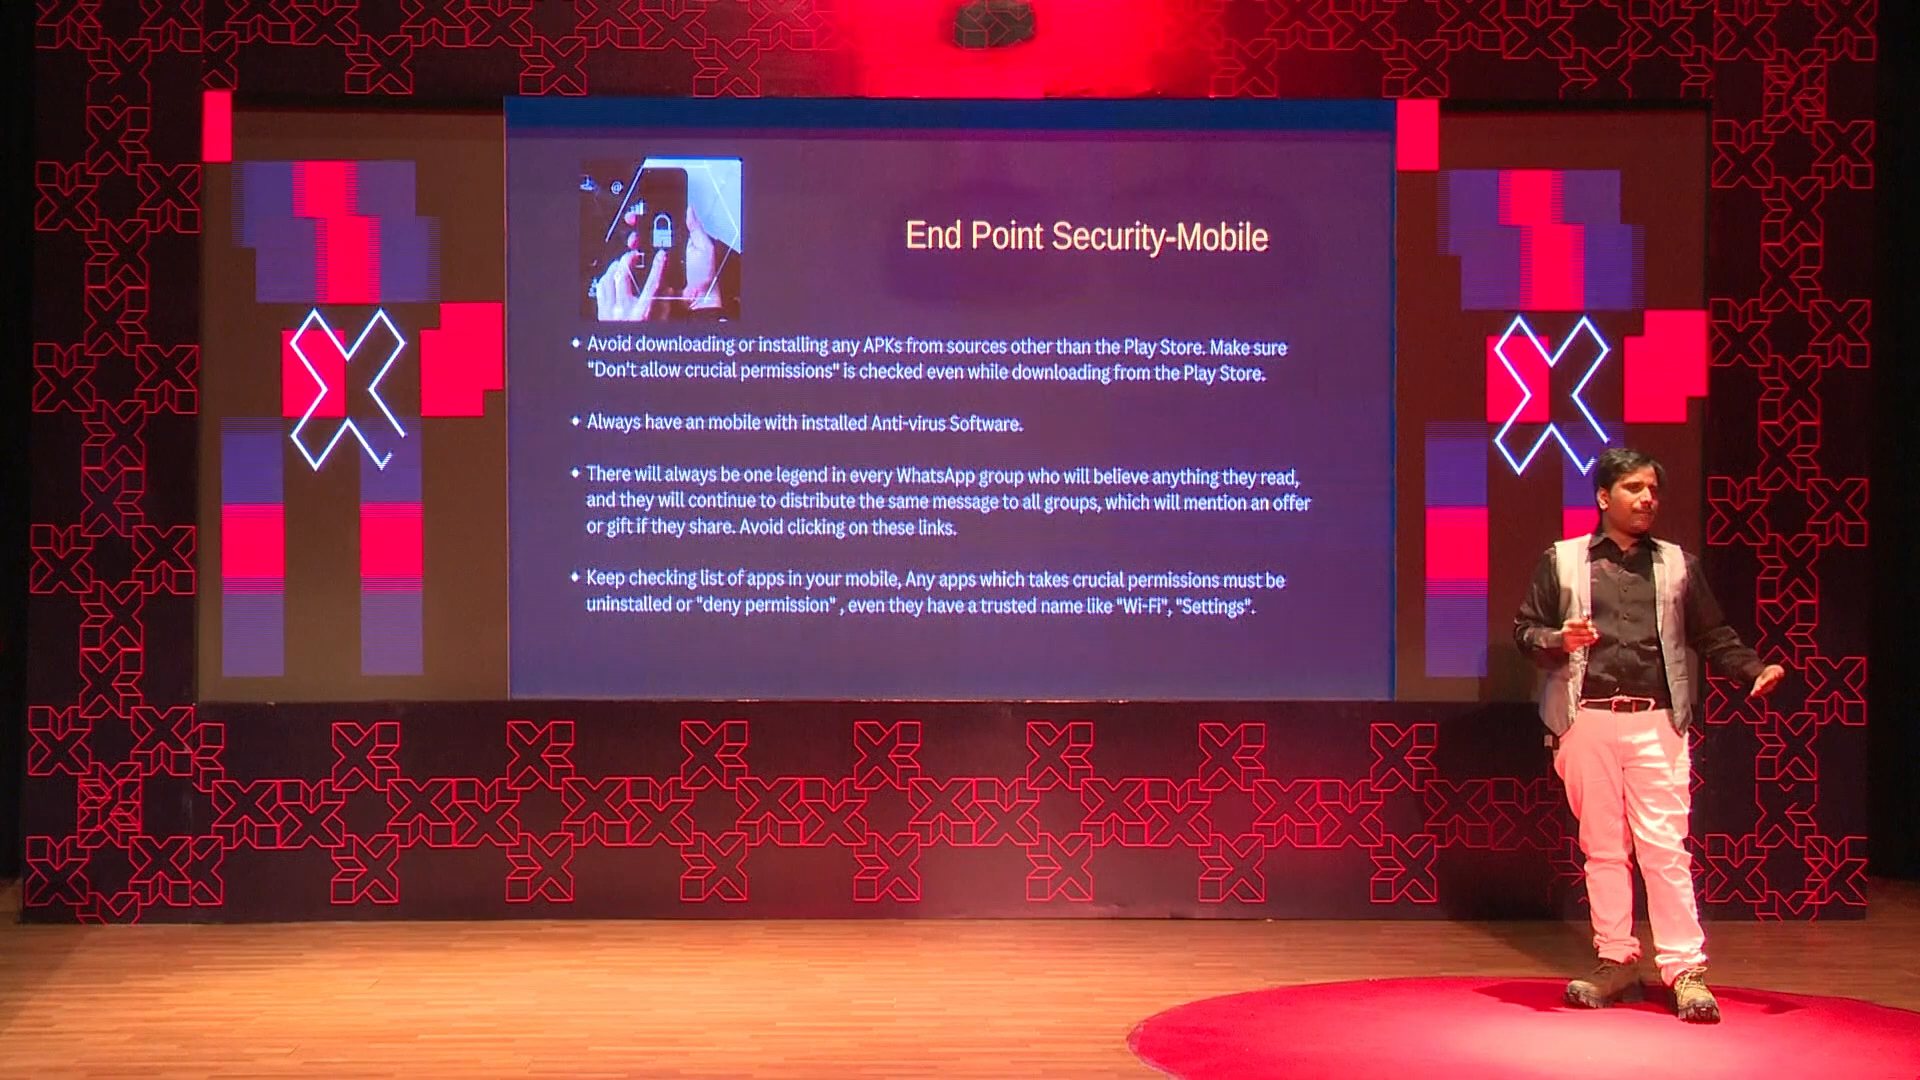 End Point Security-Mobile
• Avoid downloading or installing any APKs from sources other than the Play Store. Make sure
"Don't allow crucial permissions" is checked even while downloading from the Play Store.
• Always have an mobile with installed Anti-virus Software.
• There will always be one legend in every WhatsApp group who will believe anything they read,
and they will continue to distribute the same message to all groups, which will mention an offer
or gift if they share. Avoid clicking on these links.
• Keep checking list of apps in your mobile, Any apps which takes crucial permissions must be
uninstalled or "deny permission" , even they have a trusted name like "Wi-Fi", "Settings".